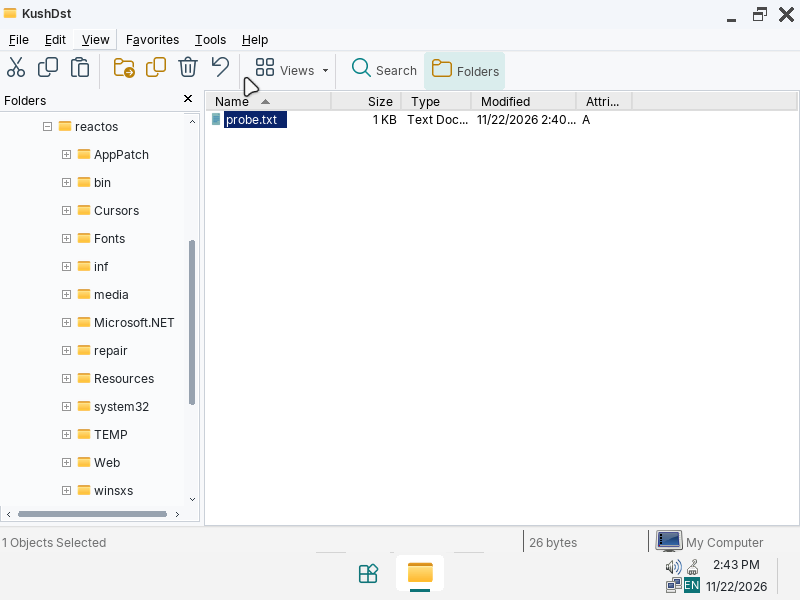 KushDst
File Edit View Favorites Tools Help
Views Search Folders
Folders
Name Size Type Modified Attri...
reactos
probe.txt 1 KB Text Doc... 11/22/2026 2:40... A
AppPatch
bin
Cursors
Fonts
inf
media
Microsoft.NET
repair
Resources
system32
TEMP
Web
winsxs
1 Objects Selected 26 bytes My Computer
2:43 PM
EN 11/22/2026